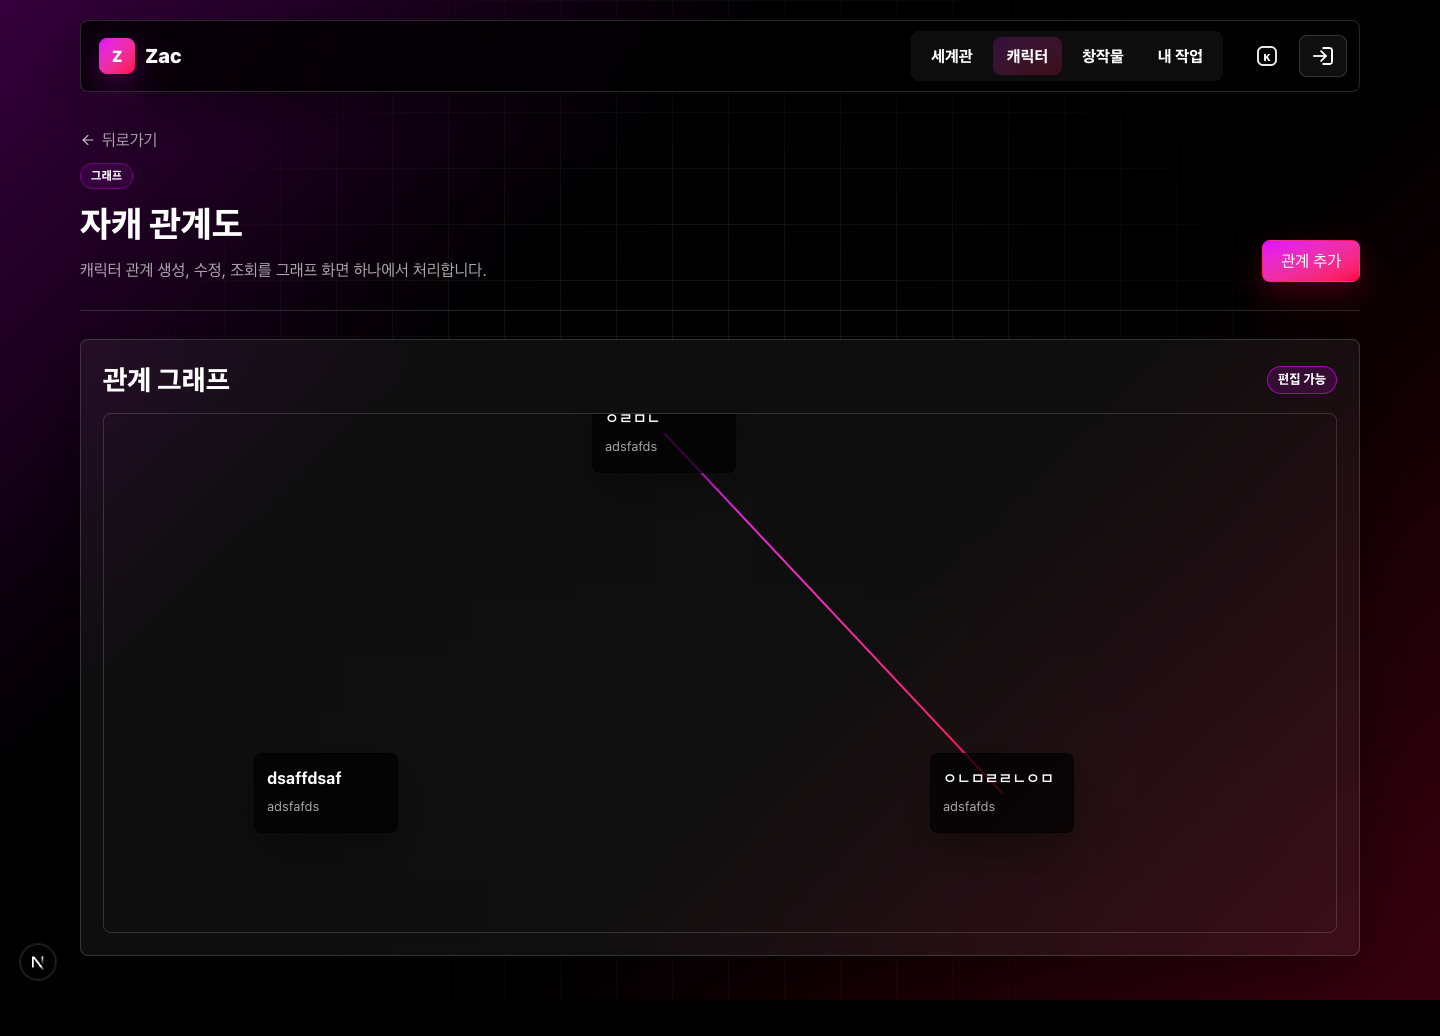 Z Zac 세계관 캐릭터 창작물 내 작업 K
← 뒤로가기
그래프
자캐 관계도
캐릭터 관계 생성, 수정, 조회를 그래프 화면 하나에서 처리합니다.
관계 추가
관계 그래프
편집 가능
adsfafds
dsaffdsaf
adsfafds
ㅇㄴㅁㄹㄹㄴㅇㅁ
adsfafds
N